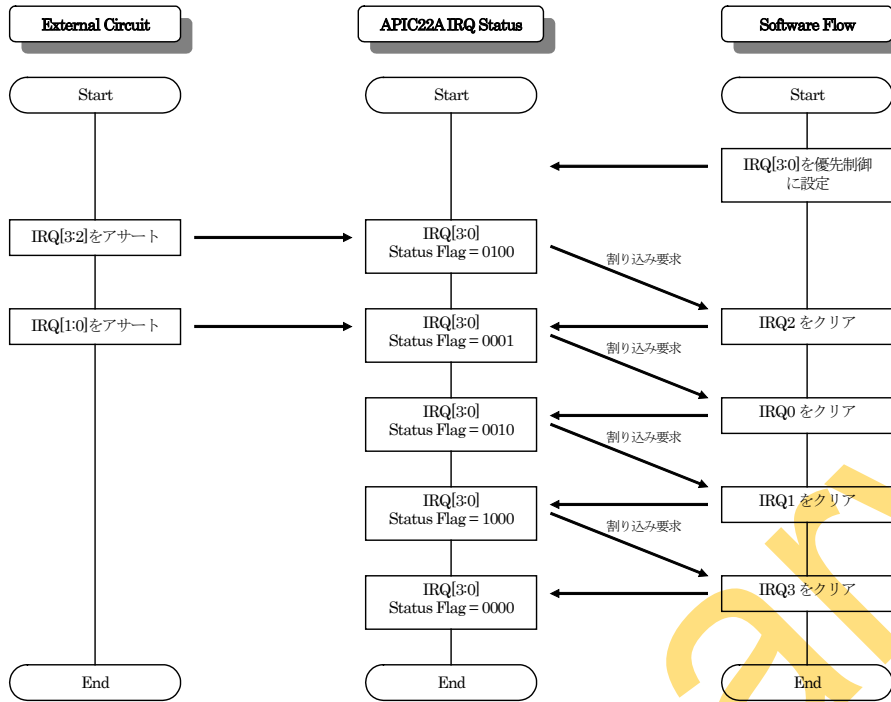 External Circuit
APIC22A IRQ Status
Software Flow
Start
Start
Start
IRQ[3:0]を優先制御
に設定
IRQ[3:2]をアサート
IRQ[3:0]
Status Flag = 0100
割り込み要求
IRQ[1:0]をアサート
IRQ[3:0]
Status Flag = 0001
IRQ2 をクリア
割り込み要求
IRQ[3:0]
Status Flag = 0010
IRQ0 をクリア
割り込み要求
IRQ[3:0]
Status Flag = 1000
IRQ1 をクリア
割り込み要求
IRQ[3:0]
Status Flag = 0000
IRQ3 をクリア
End
End
End